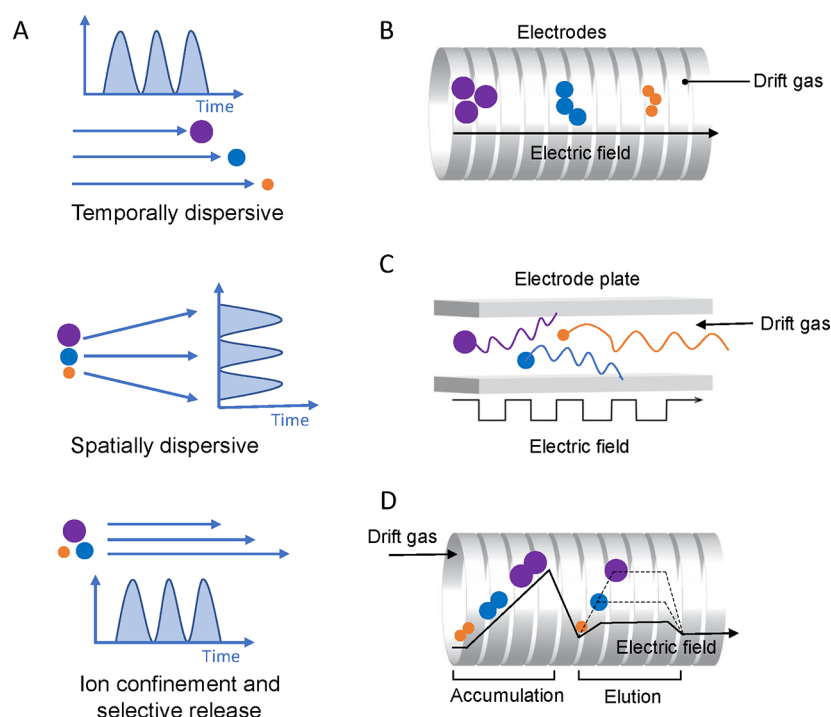 A
Time
Temporally dispersive
Time
Spatially dispersive
Time
Ion confinement and
selective release
B
Electrodes
Drift gas
Electric field
C
Electrode plate
Drift gas
Electric field
D
Drift gas
Electric field
Accumulation
Elution